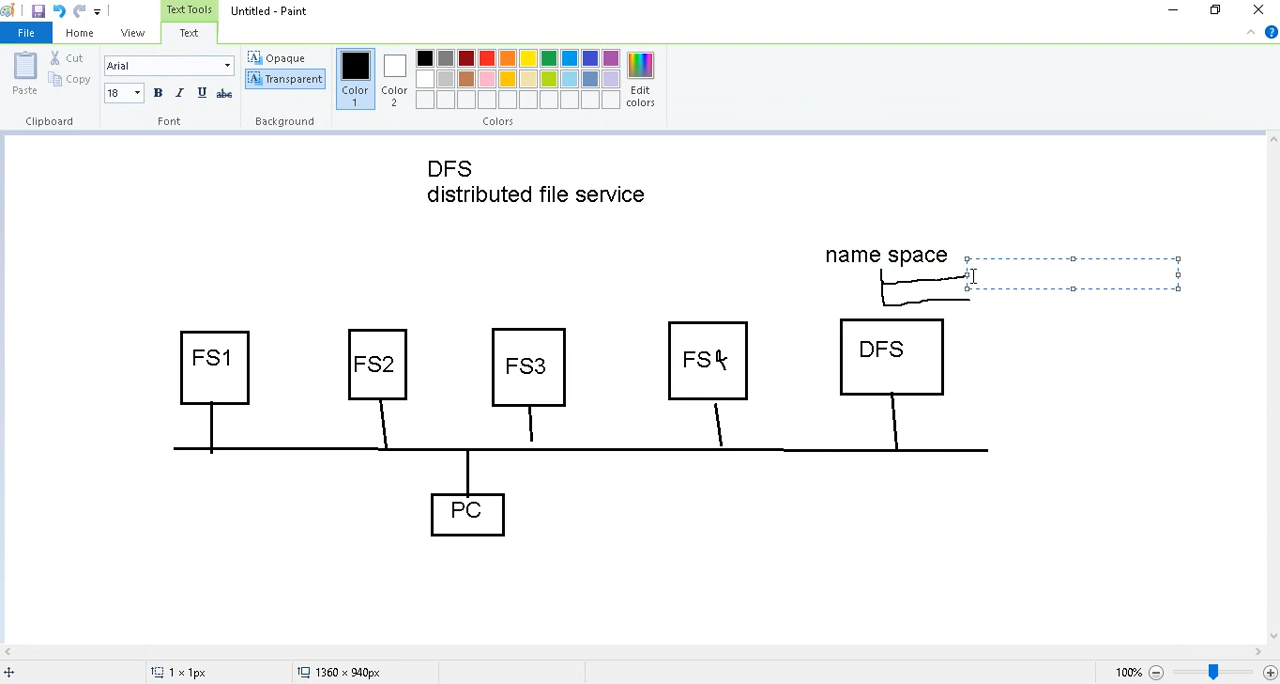 Text Tools
Untitled - Paint
File
Home
View
Text
Paste
Cut
Copy
Clipboard
Arial
18
B I U abc
Font
Opaque
Transparent
Background
Color 1
Color 2
Edit colors
Colors
DFS
distributed file service
name space
FS1
FS2
FS3
FS4
DFS
PC
1 × 1px
1360 × 940px
100%